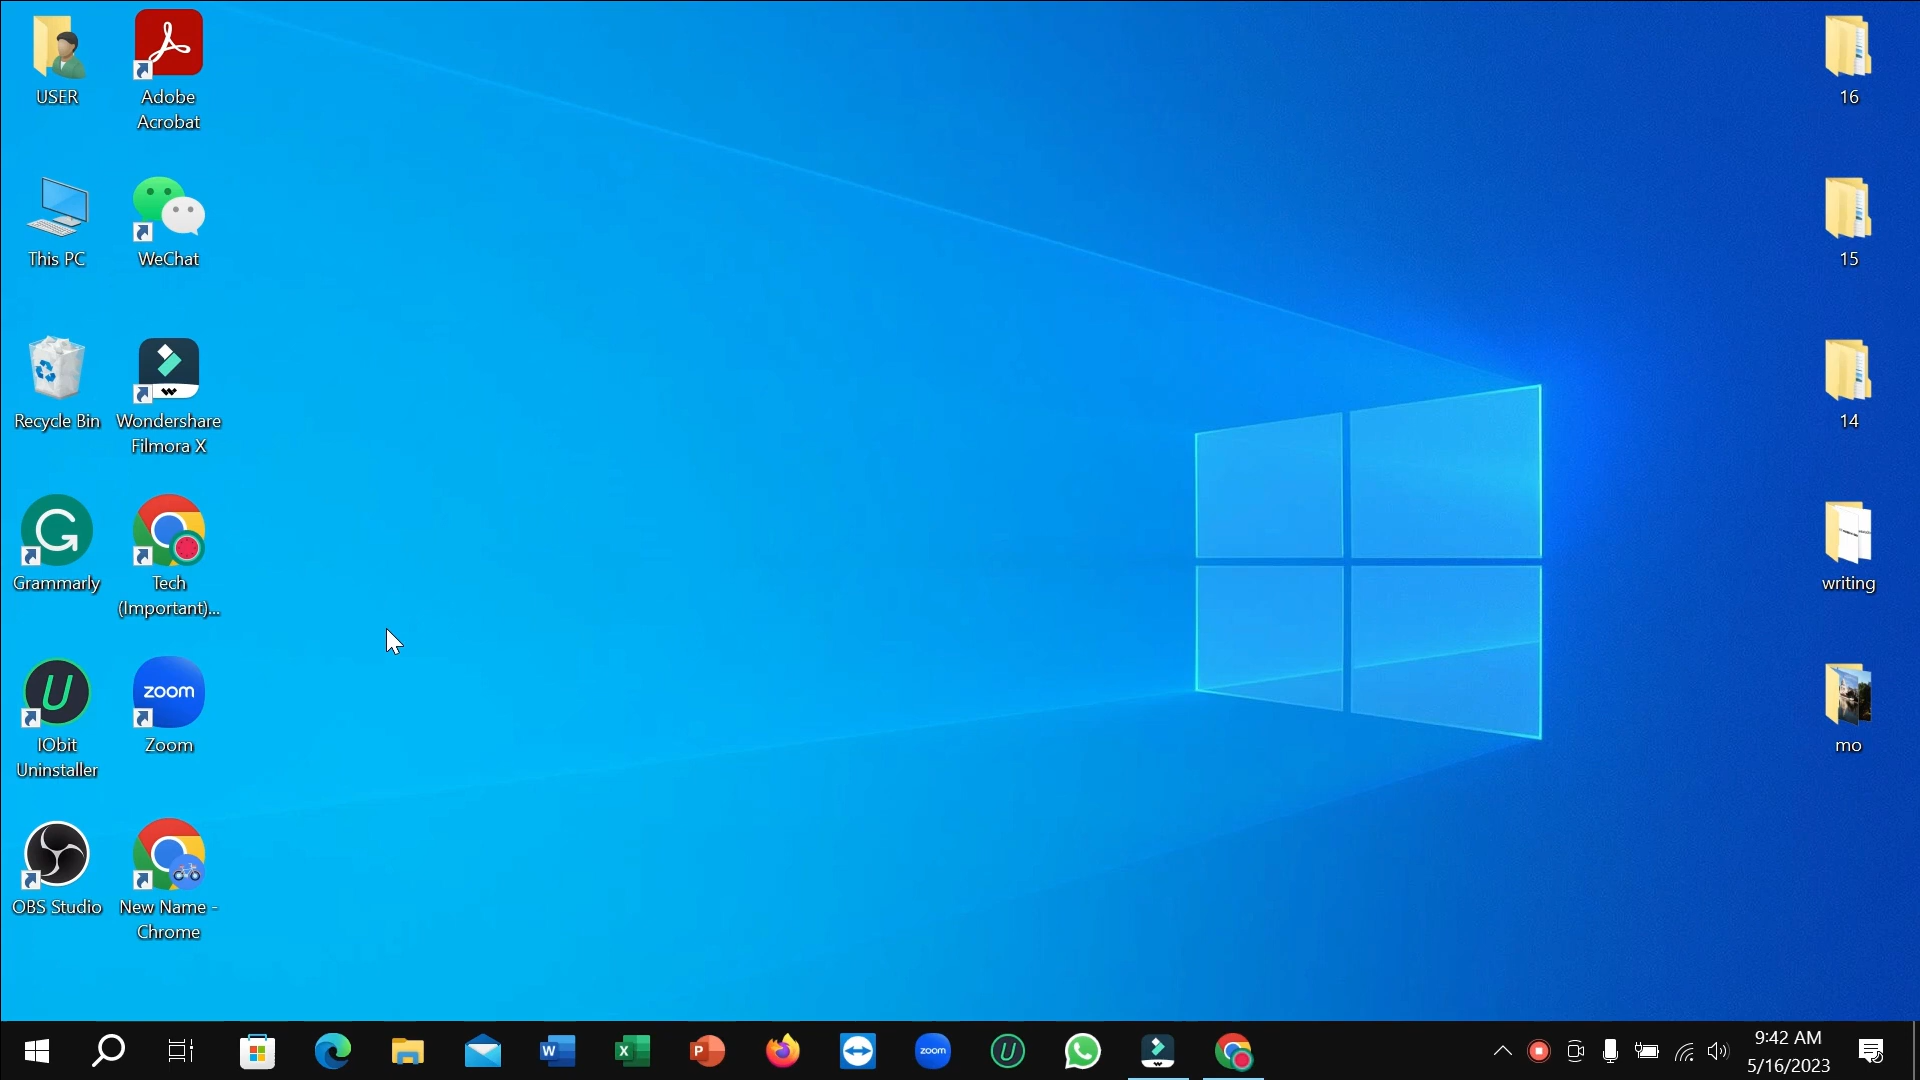 USER
Adobe
Acrobat
This PC
WeChat
Recycle Bin
Wondershare
Filmora X
Grammarly
Tech
(Important)...
IObit
Uninstaller
zoom
Zoom
OBS Studio
New Name -
Chrome
16
15
14
writing
mo
zoom
9:42 AM
5/16/2023